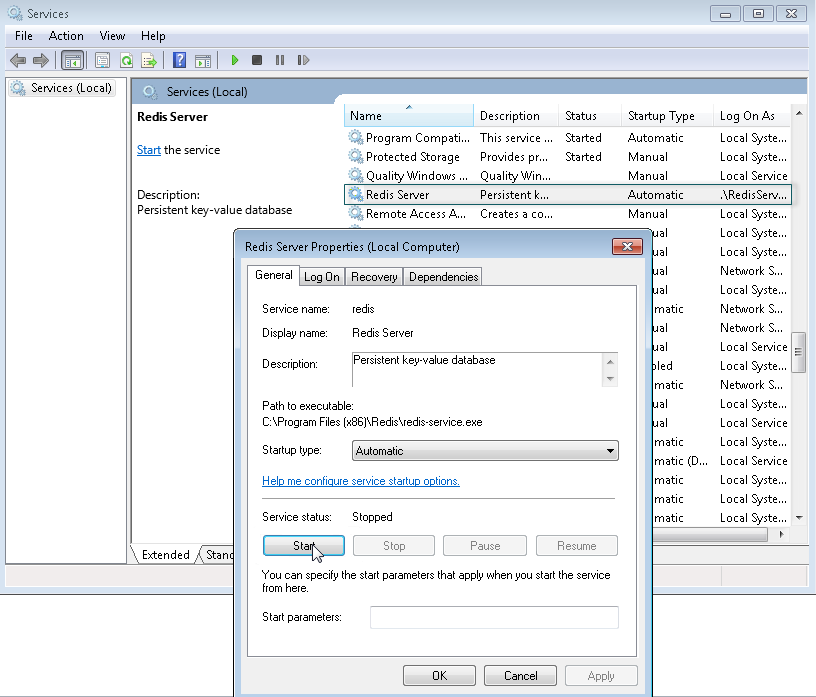 Services
File Action View Help
Services (Local)
Services (Local)
Redis Server
Start the service
Description:
Persistent key-value database
Name Description Status Startup Type Log On As
Program Compati... This service ... Started Automatic Local Syste...
Protected Storage Provides pr... Started Manual Local Syste...
Quality Windows ... Quality Win... Manual Local Service
Redis Server Persistent k... Automatic .\RedisServ...
Remote Access A... Creates a co... Manual Local Syste...
ual Local Syste...
ual Local Syste...
ual Network S...
ual Local Syste...
matic Local Syste...
ual Network S...
ual Local Service
bled Local Syste...
matic Network S...
ual Local Syste...
ual Local Syste...
matic Local Syste...
matic (D... Local Service
matic Local Syste...
matic Local Syste...
matic Local Syste...
Extended Stand
Redis Server Properties (Local Computer)
General Log On Recovery Dependencies
Service name: redis
Display name: Redis Server
Description: Persistent key-value database
Path to executable:
C:\Program Files (x86)\Redis\redis-service.exe
Startup type: Automatic
Help me configure service startup options.
Service status: Stopped
Start Stop Pause Resume
You can specify the start parameters that apply when you start the service
from here.
Start parameters:
OK Cancel Apply